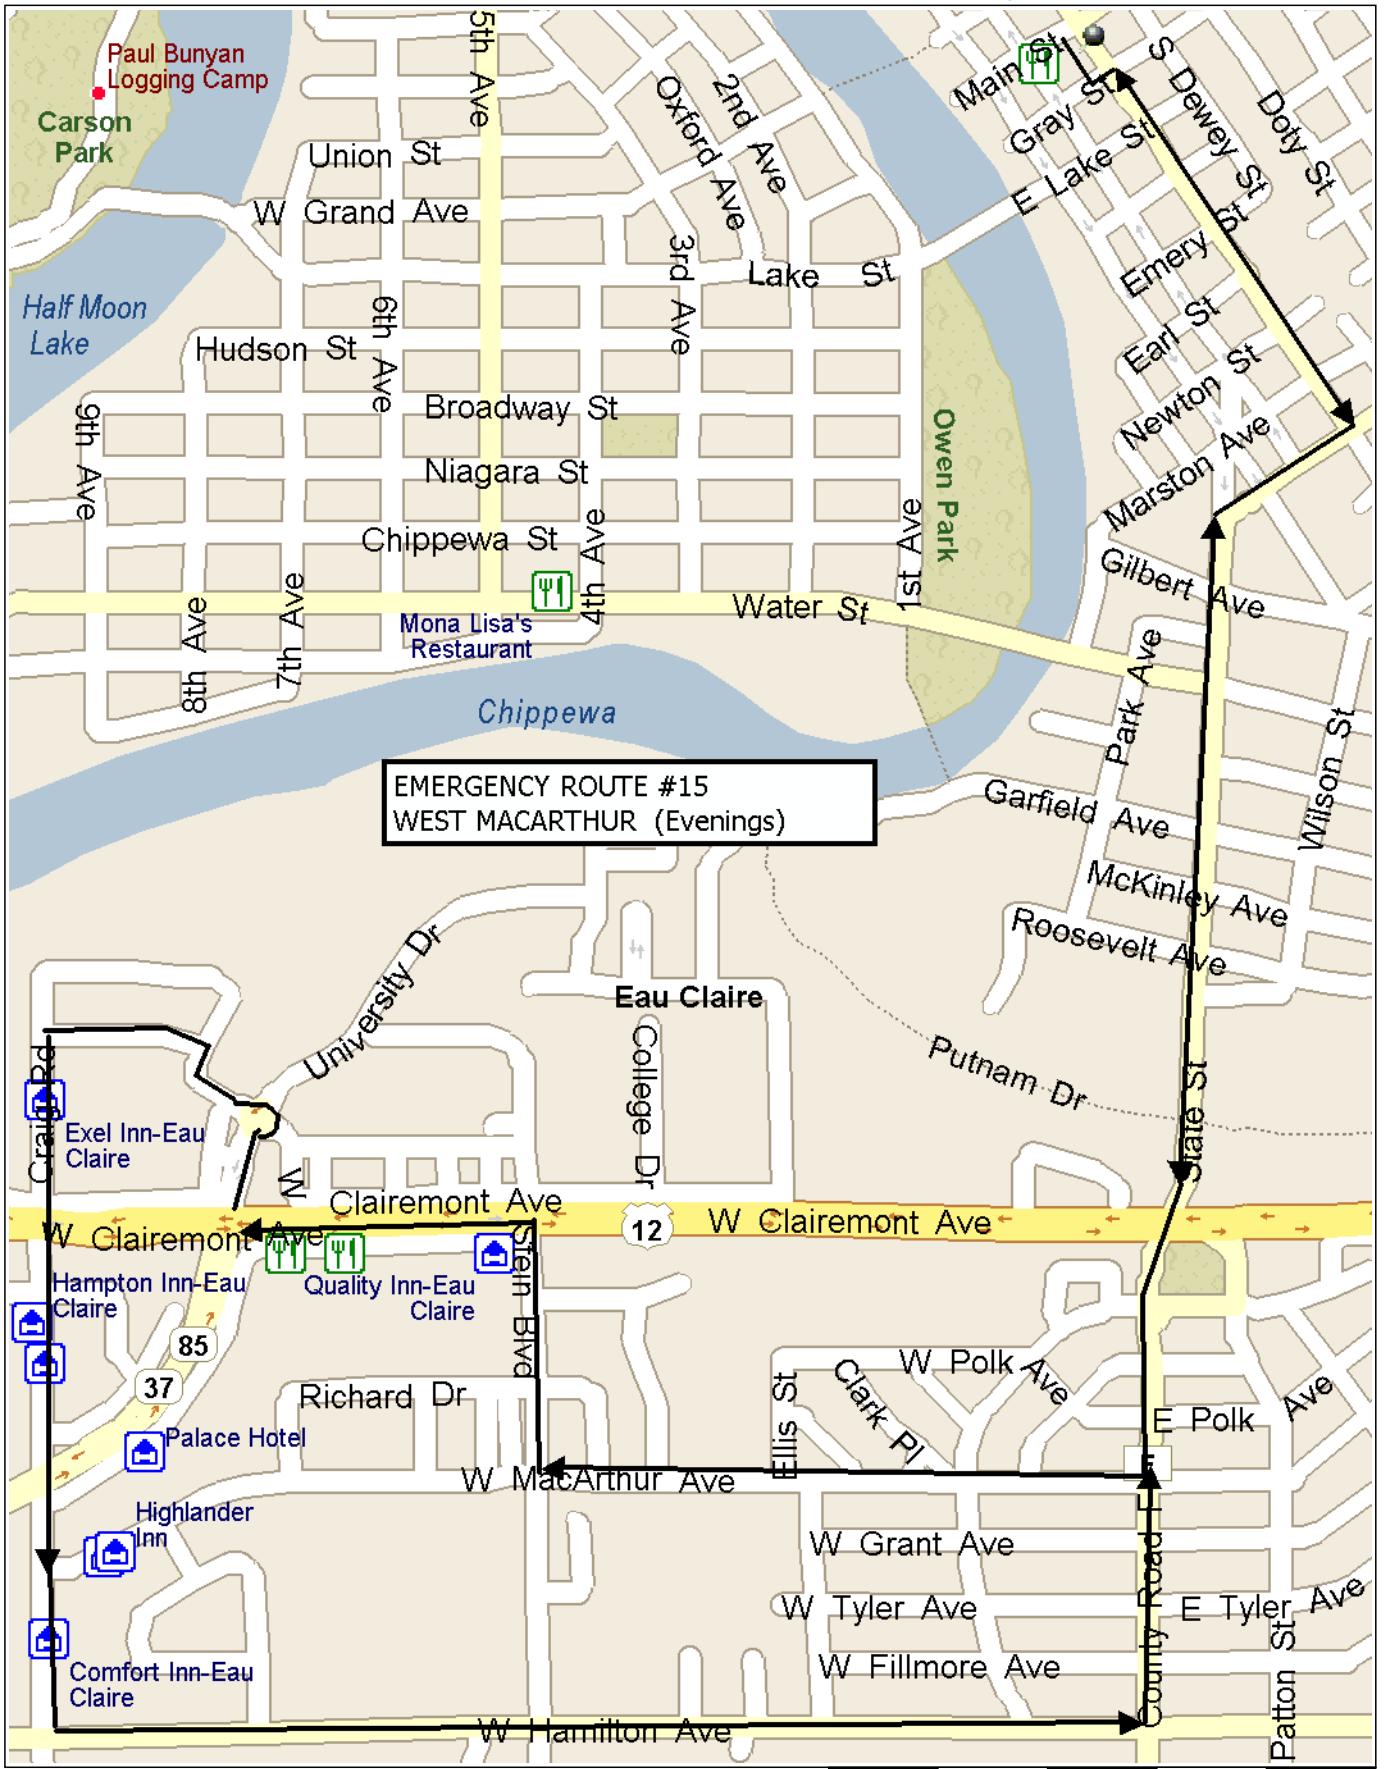 Paul Bunyan
Logging Camp
Carson
Park
5th Ave
Oxford Ave
2nd Ave
Main St
Gray St
S Dewey St
Doty St
E Lake St
Union St
W Grand Ave
3rd Ave
Lake St
Emery St
Half Moon
Lake
6th Ave
Hudson St
Earl St
Newton St
Broadway St
9th Ave
Owen Park
Marston Ave
Niagara St
Chippewa St
4th Ave
1st Ave
Gilbert Ave
8th Ave
7th Ave
Water St
Mona Lisa's
Restaurant
Park Ave
Chippewa
Wilson St
EMERGENCY ROUTE #15
WEST MACARTHUR (Evenings)
Garfield Ave
McKinley Ave
Roosevelt Ave
University Dr
Eau Claire
College Dr
Putnam Dr
State St
Craig Rd
Exel Inn-Eau
Claire
W
Clairemont Ave
12
W Clairemont Ave
W Clairemont Ave
Stein Blvd
Hampton Inn-Eau
Claire
Quality Inn-Eau
Claire
85
37
W Polk Ave
Clark Pl
Ellis St
Richard Dr
E Polk Ave
Palace Hotel
W MacArthur Ave
F
Highlander
Inn
W Grant Ave
County Road F
W Tyler Ave
E Tyler Ave
Comfort Inn-Eau
Claire
W Fillmore Ave
Patton St
W Hamilton Ave